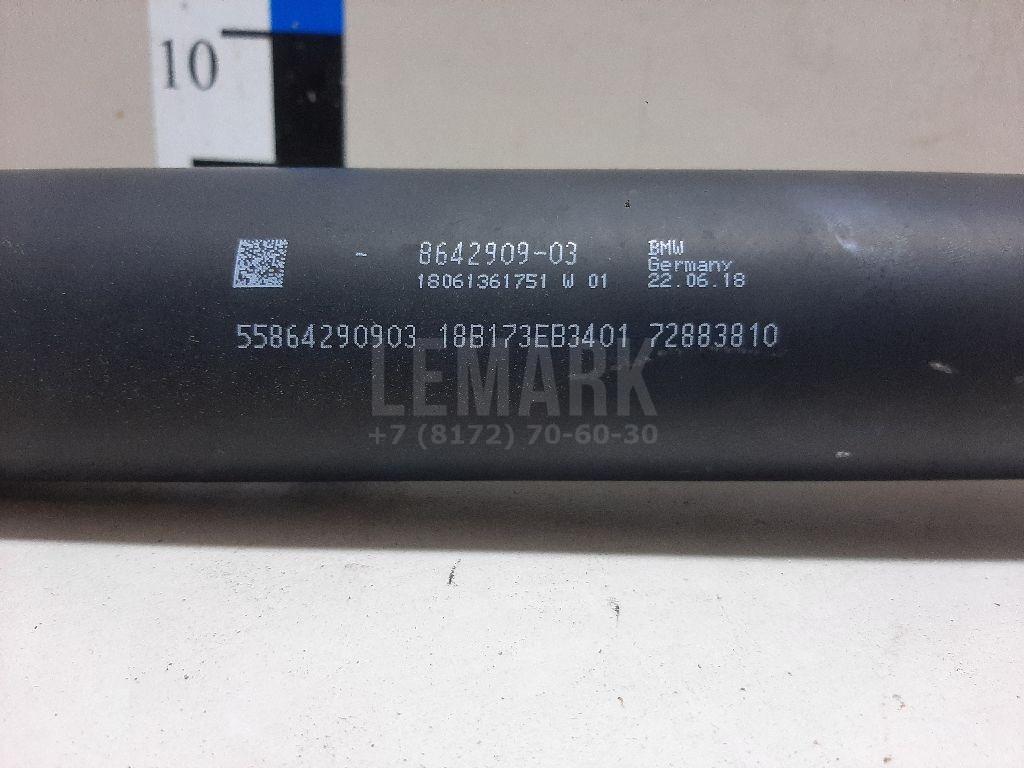 10
- 8642909-03
18061361751 W 01
BMW
Germany
22.06.18
55864290903 18B173EB3401 72883810
LEMARK
+7 (8172) 70-60-30